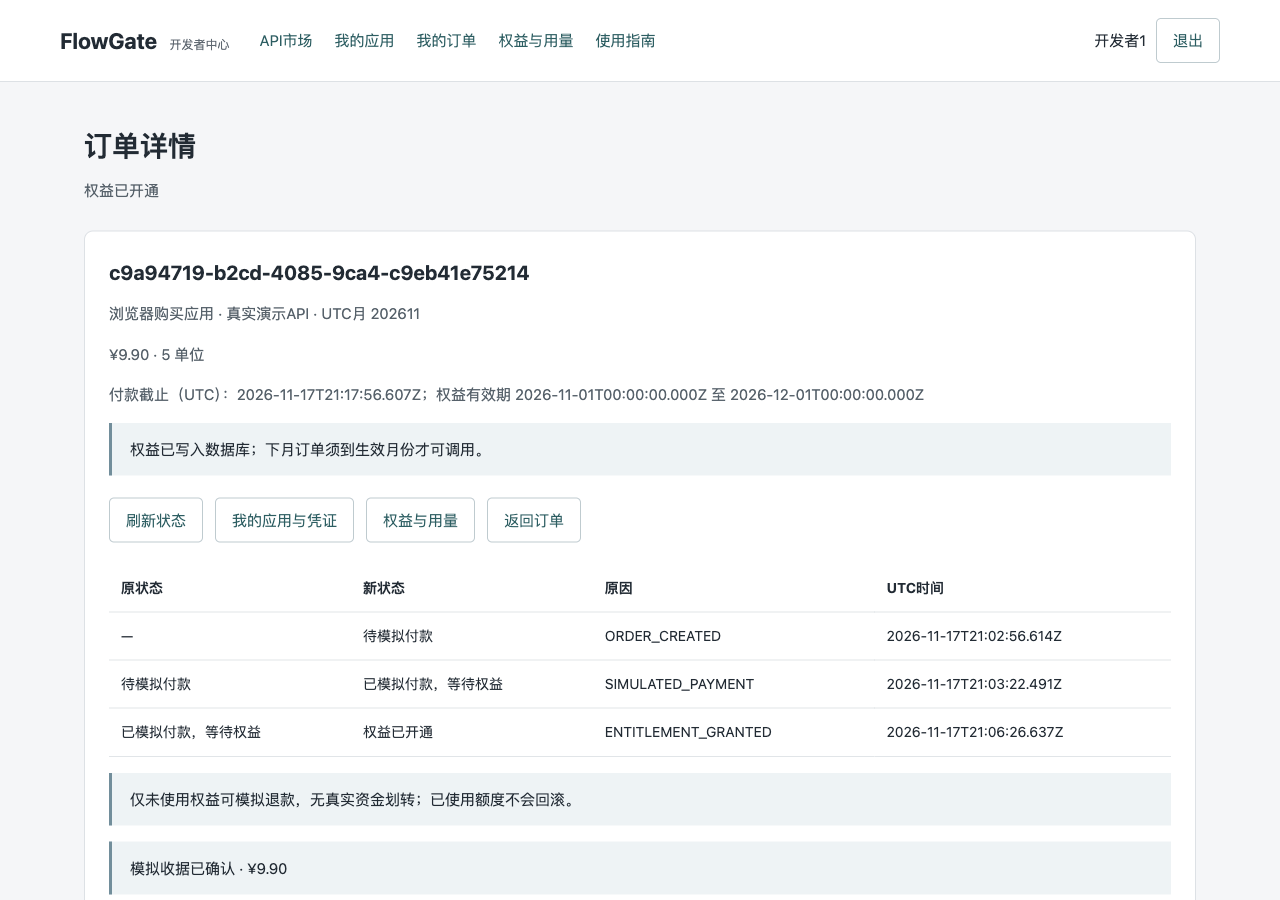 FlowGate 开发者中心 API市场 我的应用 我的订单 权益与用量 使用指南 开发者1 退出
订单详情
权益已开通
c9a94719-b2cd-4085-9ca4-c9eb41e75214
浏览器购买应用 · 真实演示API · UTC月 202611
¥9.90 · 5 单位
付款截止（UTC）：2026-11-17T21:17:56.607Z；权益有效期 2026-11-01T00:00:00.000Z 至 2026-12-01T00:00:00.000Z
权益已写入数据库；下月订单须到生效月份才可调用。
刷新状态 我的应用与凭证 权益与用量 返回订单
原状态 新状态 原因 UTC时间
— 待模拟付款 ORDER_CREATED 2026-11-17T21:02:56.614Z
待模拟付款 已模拟付款，等待权益 SIMULATED_PAYMENT 2026-11-17T21:03:22.491Z
已模拟付款，等待权益 权益已开通 ENTITLEMENT_GRANTED 2026-11-17T21:06:26.637Z
仅未使用权益可模拟退款，无真实资金划转；已使用额度不会回滚。
模拟收据已确认 · ¥9.90